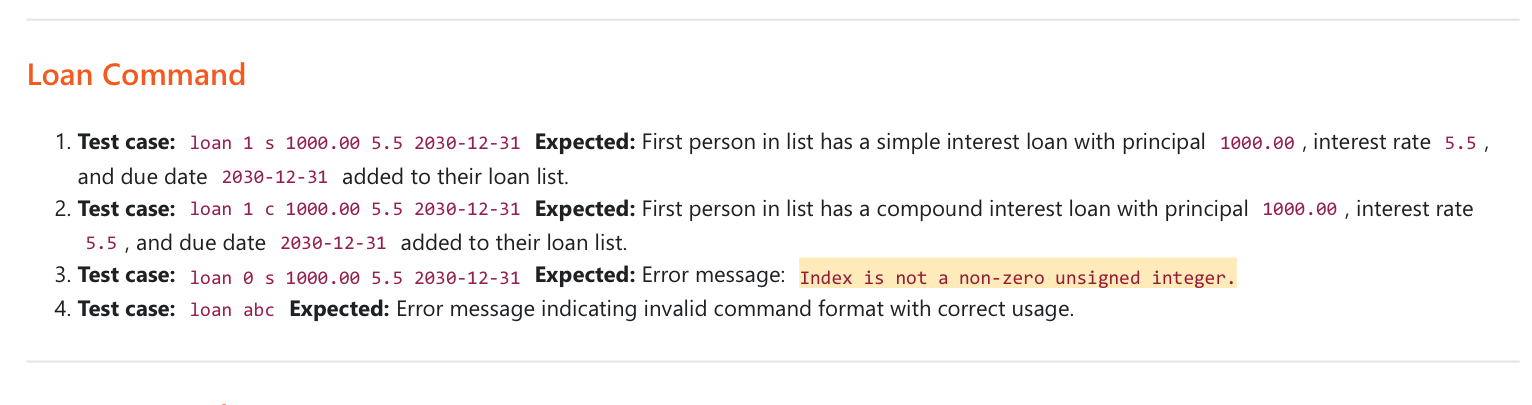 Loan Command
1. Test case: loan 1 s 1000.00 5.5 2030-12-31 Expected: First person in list has a simple interest loan with principal 1000.00 , interest rate 5.5 ,
and due date 2030-12-31 added to their loan list.
2. Test case: loan 1 c 1000.00 5.5 2030-12-31 Expected: First person in list has a compound interest loan with principal 1000.00 , interest rate
5.5 , and due date 2030-12-31 added to their loan list.
3. Test case: loan 0 s 1000.00 5.5 2030-12-31 Expected: Error message: Index is not a non-zero unsigned integer.
4. Test case: loan abc Expected: Error message indicating invalid command format with correct usage.